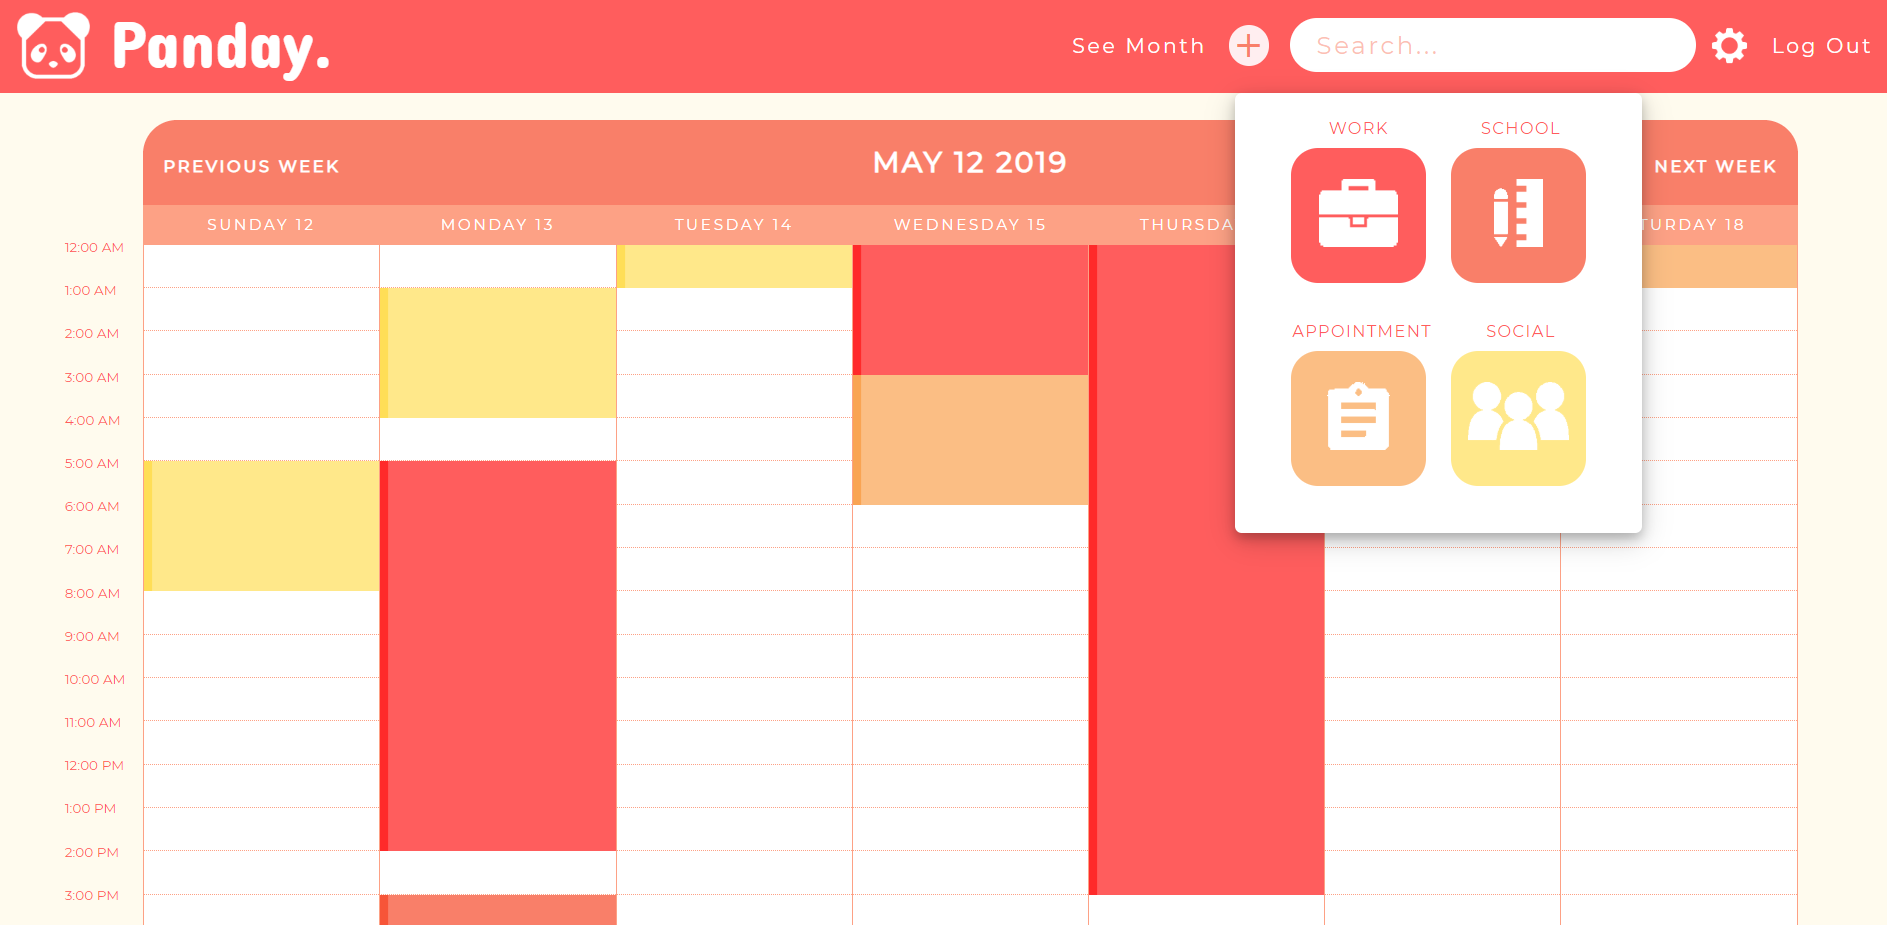 Panday.
See Month
Search...
Log Out
WORK
SCHOOL
APPOINTMENT
SOCIAL
PREVIOUS WEEK
MAY 12 2019
NEXT WEEK
SUNDAY 12
MONDAY 13
TUESDAY 14
WEDNESDAY 15
THURSDA
TURDAY 18
12:00 AM
1:00 AM
2:00 AM
3:00 AM
4:00 AM
5:00 AM
6:00 AM
7:00 AM
8:00 AM
9:00 AM
10:00 AM
11:00 AM
12:00 PM
1:00 PM
2:00 PM
3:00 PM